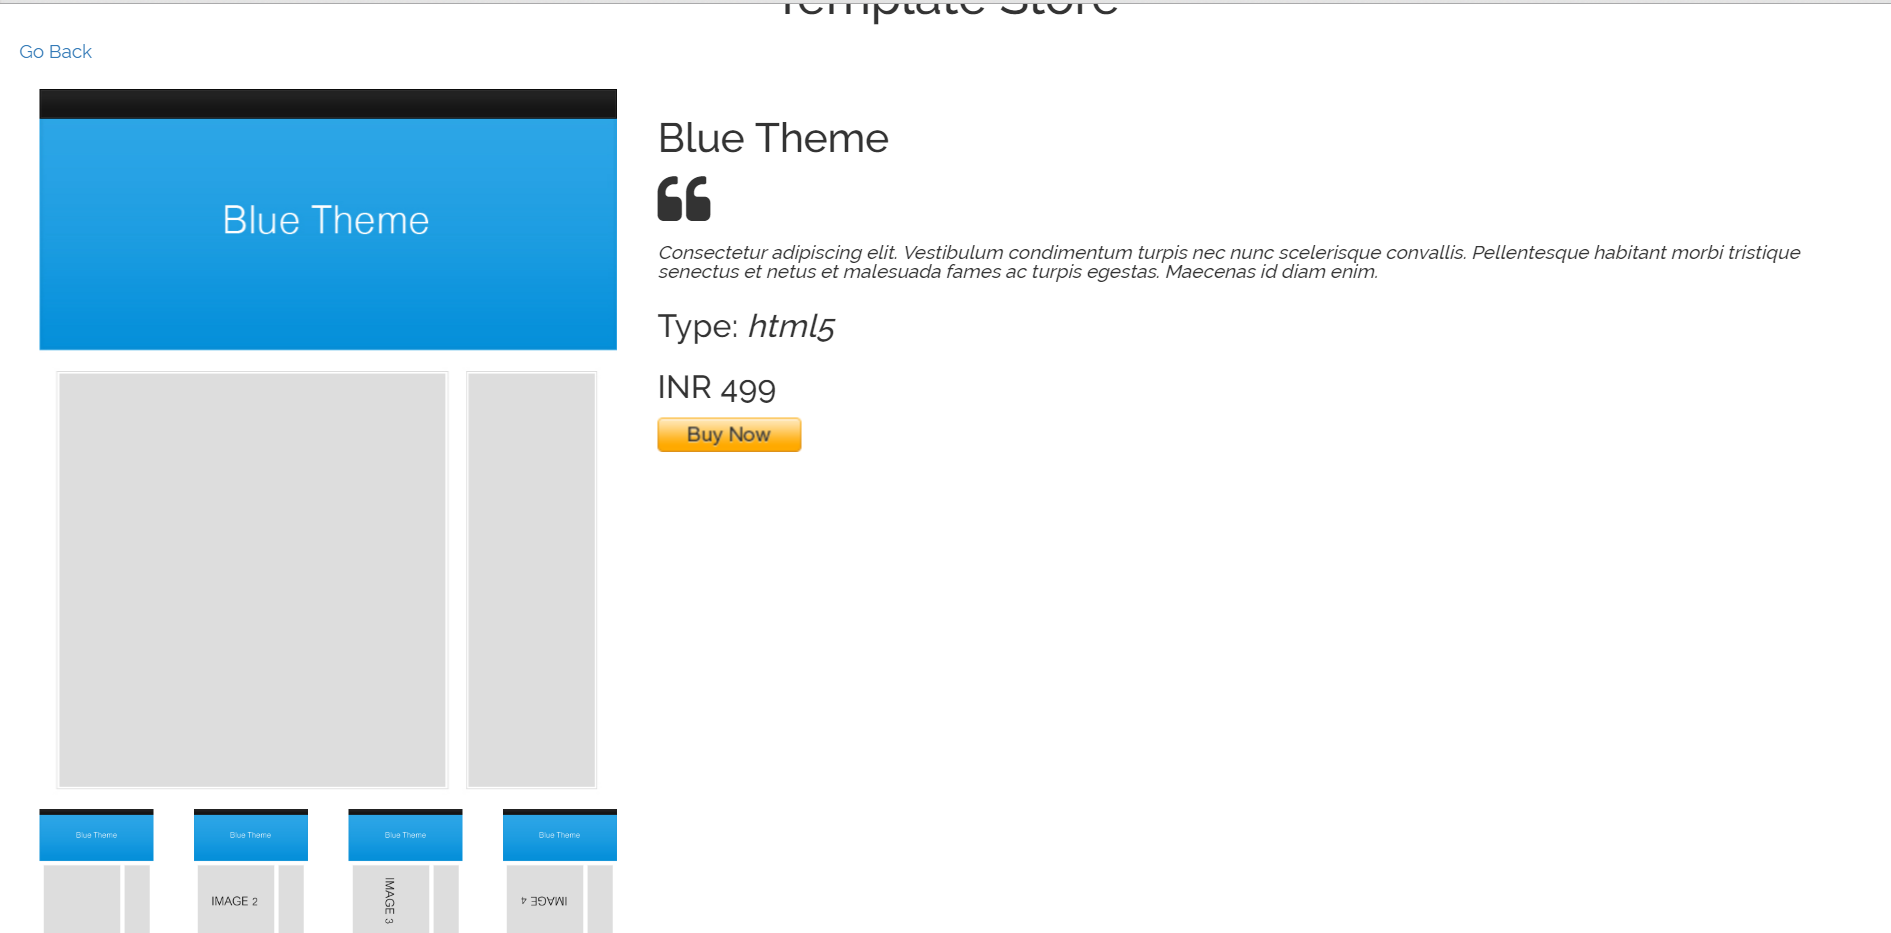 Template Store
Go Back
Blue Theme
Blue Theme
Consectetur adipiscing elit. Vestibulum condimentum turpis nec nunc scelerisque convallis. Pellentesque habitant morbi tristique
senectus et netus et malesuada fames ac turpis egestas. Maecenas id diam enim.
Type: html5
INR 499
Buy Now
Blue Theme
Blue Theme
Blue Theme
Blue Theme
IMAGE 2
IMAGE 3
IMAGE 4